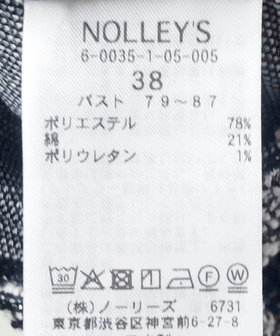 NOLLEY'S
6-0035-1-05-005
38
バスト 79~87
ポリエステル 78%
綿 21%
ポリウレタン 1%
30 F W
(株)ノーリーズ 6731
東京都渋谷区神宮前6-27-8